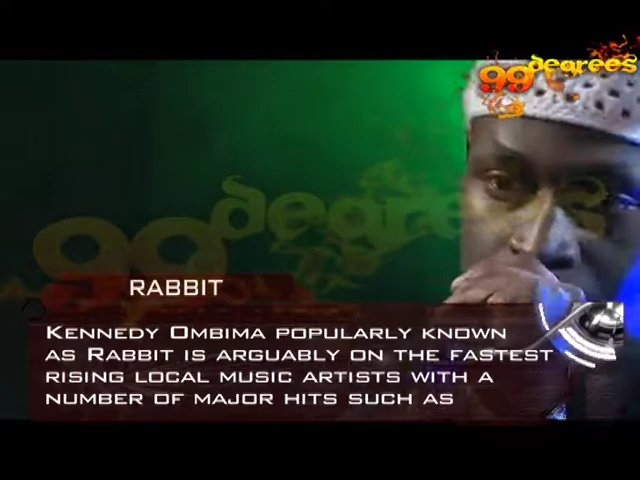 99 degrees
99 degrees
RABBIT
KENNEDY OMBIMA POPULARLY KNOWN
AS RABBIT IS ARGUABLY ON THE FASTEST
RISING LOCAL MUSIC ARTISTS WITH A
NUMBER OF MAJOR HITS SUCH AS